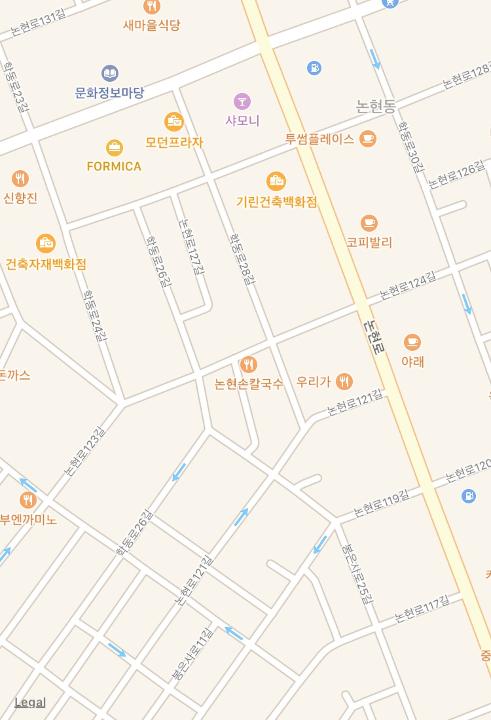 논현로131길
새마을식당
학동로23길
문화정보마당
논현로128길
논현동
샤모니
모던프라자
투썸플레이스
학동로30길
FORMICA
신향진
논현로126길
기린건축백화점
코피발리
건축자재백화점
학동로26길
논현로127길
학동로28길
논현로124길
학동로24길
논현로
야래
돈까스
논현손칼국수
우리가
논현로121길
논현로123길
논현로120
부엔까미노
논현로119길
학동로26길
논현로121길
봉은사로25길
논현로117길
봉은사로11길
중
Legal